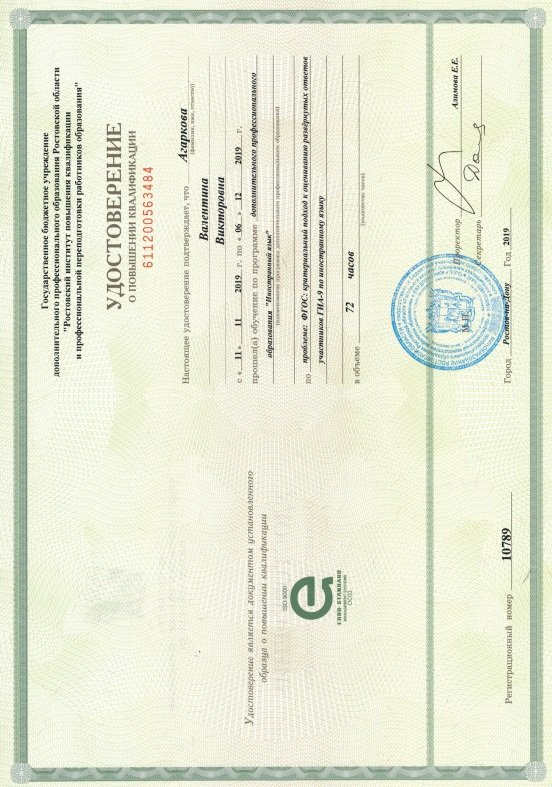 Государственное бюджетное учреждение
дополнительного профессионального образования Ростовской области
"Ростовский институт повышения квалификации
и профессиональной переподготовки работников образования"
УДОСТОВЕРЕНИЕ
О ПОВЫШЕНИИ КВАЛИФИКАЦИИ
611200563484
Настоящее удостоверение подтверждает, что Агаркова
(фамилия, имя, отчество)
Валентина
Викторовна
с « 11 » 11 2019 г. по « 06 » 12 2019 г.
прошел(а) обучение по программе дополнительного профессионального
образования "Иностранный язык"
(наименование программы дополнительного профессионального образования)
по проблеме: ФГОС: критериальный подход к оцениванию развёрнутых ответов
участников ГИА-9 по иностранному языку
в объеме 72 часов
(количество часов)
Удостоверение является документом установленного
образца о повышении квалификации
ISO 9001
EURO-STANDARD
Регистрационный номер 10789
М.П.
Директор Алимова Е.Е.
Секретарь
Город Ростов-на-Дону Год 2019